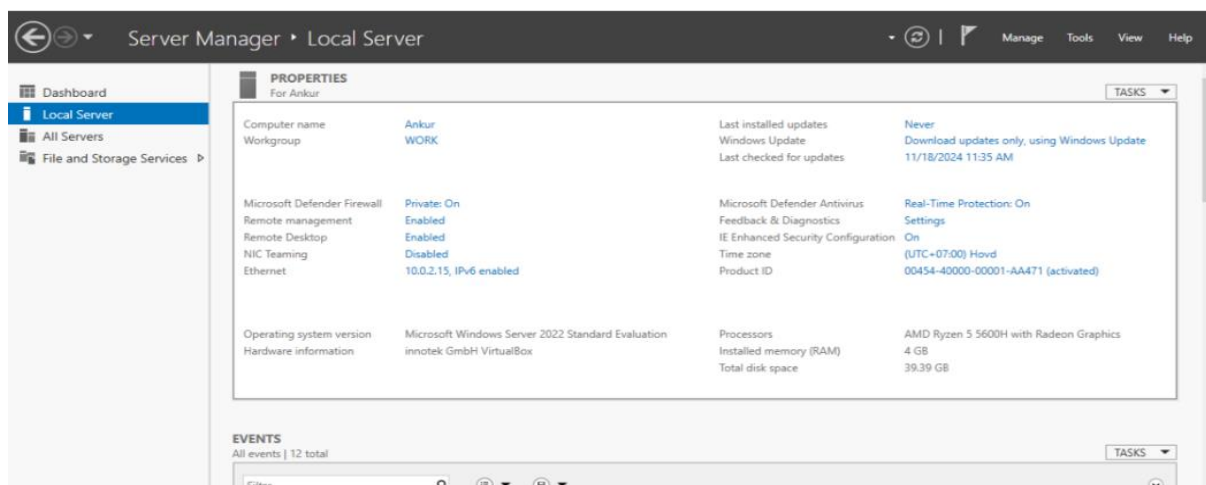 Server Manager ‣ Local Server
Manage Tools View Help
Dashboard
Local Server
All Servers
File and Storage Services
PROPERTIES
For Ankur
TASKS
Computer name Ankur
Workgroup WORK
Last installed updates Never
Windows Update Download updates only, using Windows Update
Last checked for updates 11/18/2024 11:35 AM
Microsoft Defender Firewall Private: On
Remote management Enabled
Remote Desktop Enabled
NIC Teaming Disabled
Ethernet 10.0.2.15, IPv6 enabled
Microsoft Defender Antivirus Real-Time Protection: On
Feedback & Diagnostics Settings
IE Enhanced Security Configuration On
Time zone (UTC+07:00) Hovd
Product ID 00454-40000-00001-AA471 (activated)
Operating system version Microsoft Windows Server 2022 Standard Evaluation
Hardware information innotek GmbH VirtualBox
Processors AMD Ryzen 5 5600H with Radeon Graphics
Installed memory (RAM) 4 GB
Total disk space 39.39 GB
EVENTS
All events | 12 total
TASKS
Filter